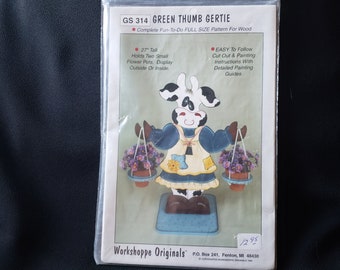 GS 314 GREEN THUMB GERTIE
• Complete Fun-To-Do FULL SIZE Pattern For Wood
• 27" Tall
Holds Two Small
Flower Pots, Display
Outside Or Inside.
• EASY To Follow
Cut Out & Painting
Instructions With
Detailed Painting
Guides
12.95
Workshoppe Originals
P.O. Box 241, Fenton, MI 48430